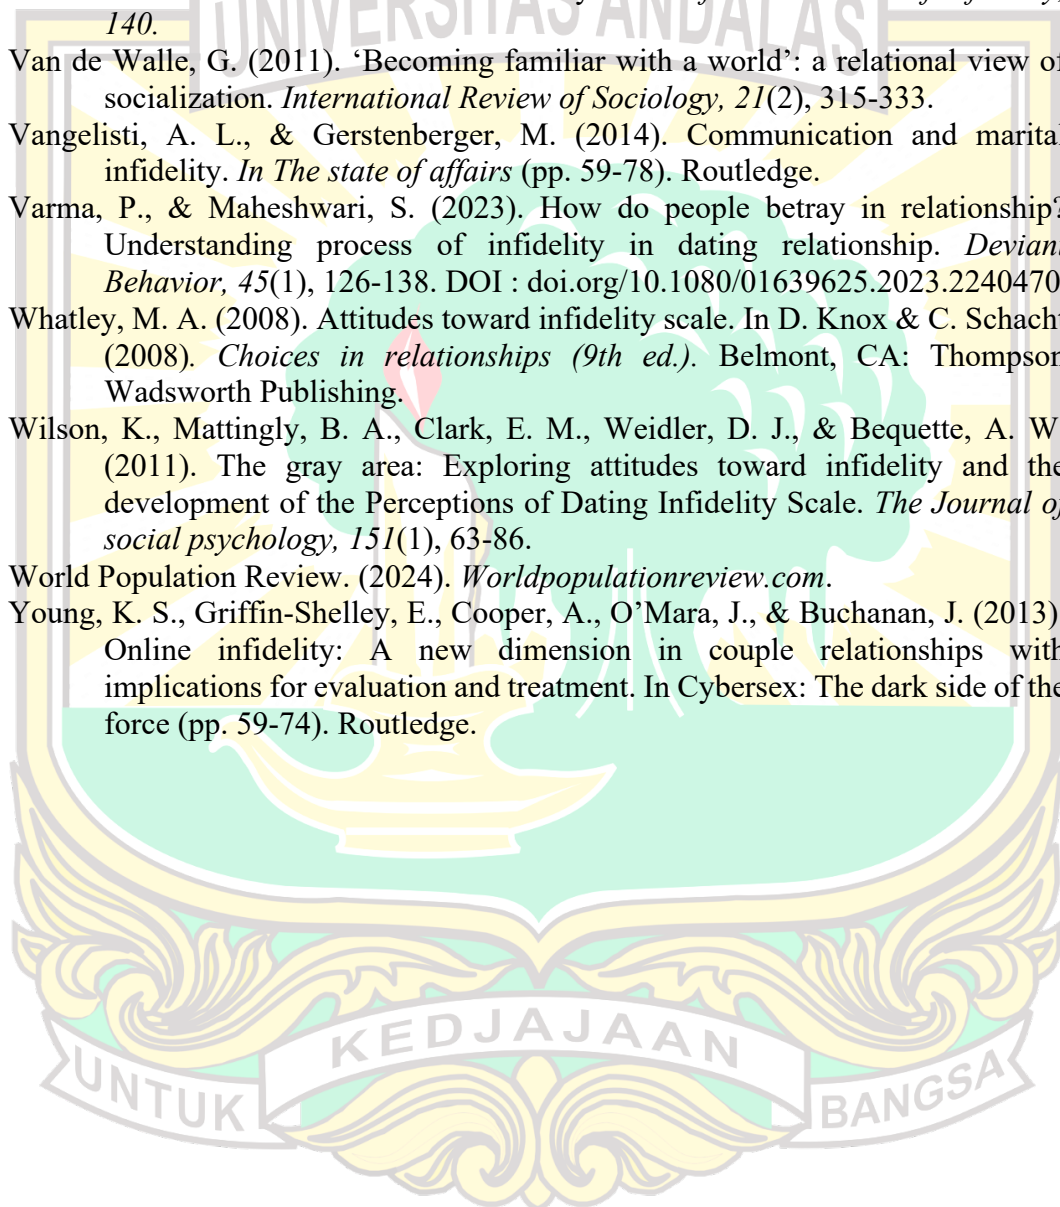 UNIVERSITAS ANDALAS
140.
Van de Walle, G. (2011). ‘Becoming familiar with a world’: a relational view of
socialization. International Review of Sociology, 21(2), 315-333.
Vangelisti, A. L., & Gerstenberger, M. (2014). Communication and marital
infidelity. In The state of affairs (pp. 59-78). Routledge.
Varma, P., & Maheshwari, S. (2023). How do people betray in relationship?
Understanding process of infidelity in dating relationship. Deviant
Behavior, 45(1), 126-138. DOI : doi.org/10.1080/01639625.2023.2240470
Whatley, M. A. (2008). Attitudes toward infidelity scale. In D. Knox & C. Schacht
(2008). Choices in relationships (9th ed.). Belmont, CA: Thompson
Wadsworth Publishing.
Wilson, K., Mattingly, B. A., Clark, E. M., Weidler, D. J., & Bequette, A. W
(2011). The gray area: Exploring attitudes toward infidelity and the
development of the Perceptions of Dating Infidelity Scale. The Journal of
social psychology, 151(1), 63-86.
World Population Review. (2024). Worldpopulationreview.com.
Young, K. S., Griffin-Shelley, E., Cooper, A., O’Mara, J., & Buchanan, J. (2013)
Online infidelity: A new dimension in couple relationships with
implications for evaluation and treatment. In Cybersex: The dark side of the
force (pp. 59-74). Routledge.
UNTUK KEDJAJAAN BANGSA